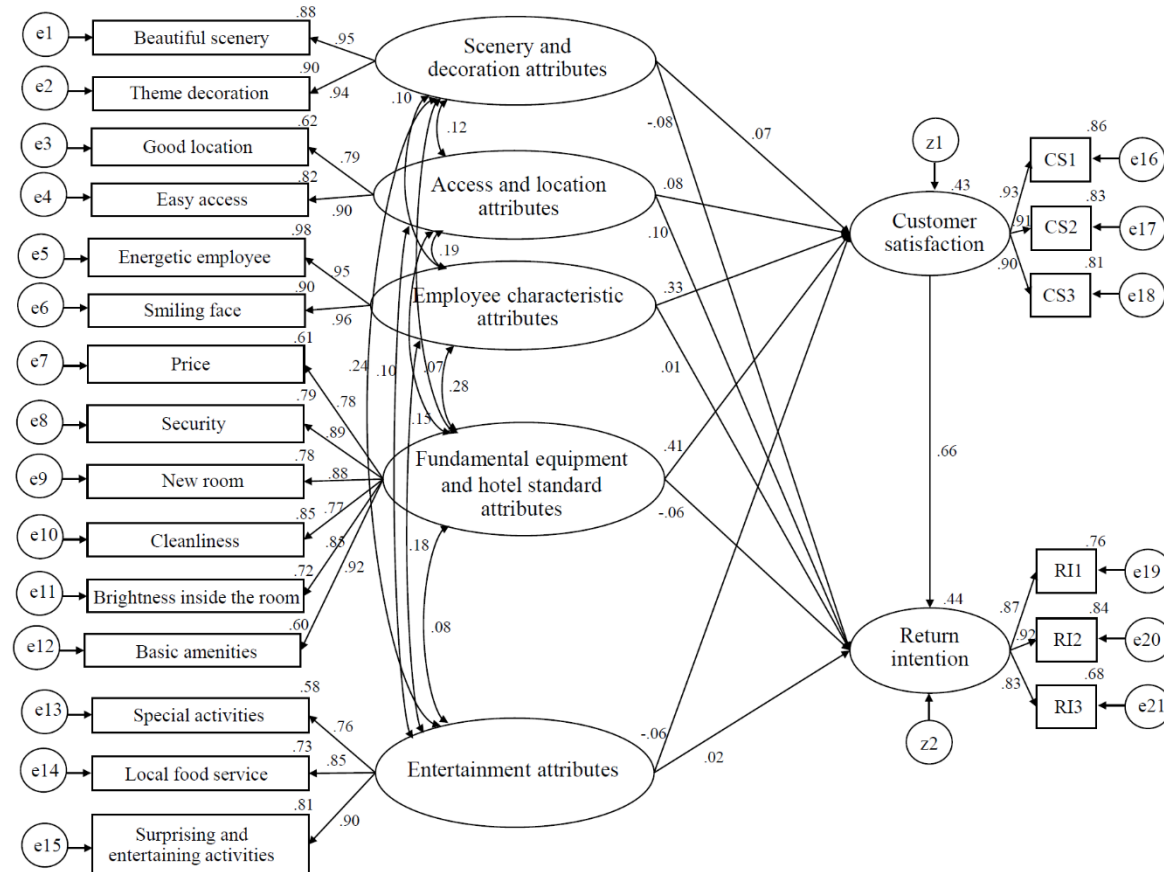 e1
.88
Beautiful scenery
.95
e2
.90
Theme decoration
.94
e3
.62
Good location
.79
e4
.82
Easy access
.90
e5
.98
Energetic employee
.95
e6
.90
Smiling face
.96
e7
.61
Price
.78
e8
.79
Security
.89
e9
.78
New room
.88
e10
.85
Cleanliness
.77
e11
.72
Brightness inside the room
.85
e12
.60
Basic amenities
.92
e13
.58
Special activities
.76
e14
.73
Local food service
.85
e15
.81
Surprising and
entertaining activities
.90
Scenery and
decoration attributes
Access and location
attributes
Employee characteristic
attributes
Fundamental equipment
and hotel standard
attributes
Entertainment attributes
.10
.12
.19
.24
.10
.07
.28
.15
.18
.08
.07
-.08
.08
.10
.33
.01
.41
-.06
-.06
.02
z1
.43
Customer
satisfaction
.93
.91
.90
.86
CS1
e16
.83
CS2
e17
.81
CS3
e18
.66
.44
Return
intention
z2
.87
.92
.83
.76
RI1
e19
.84
RI2
e20
.68
RI3
e21